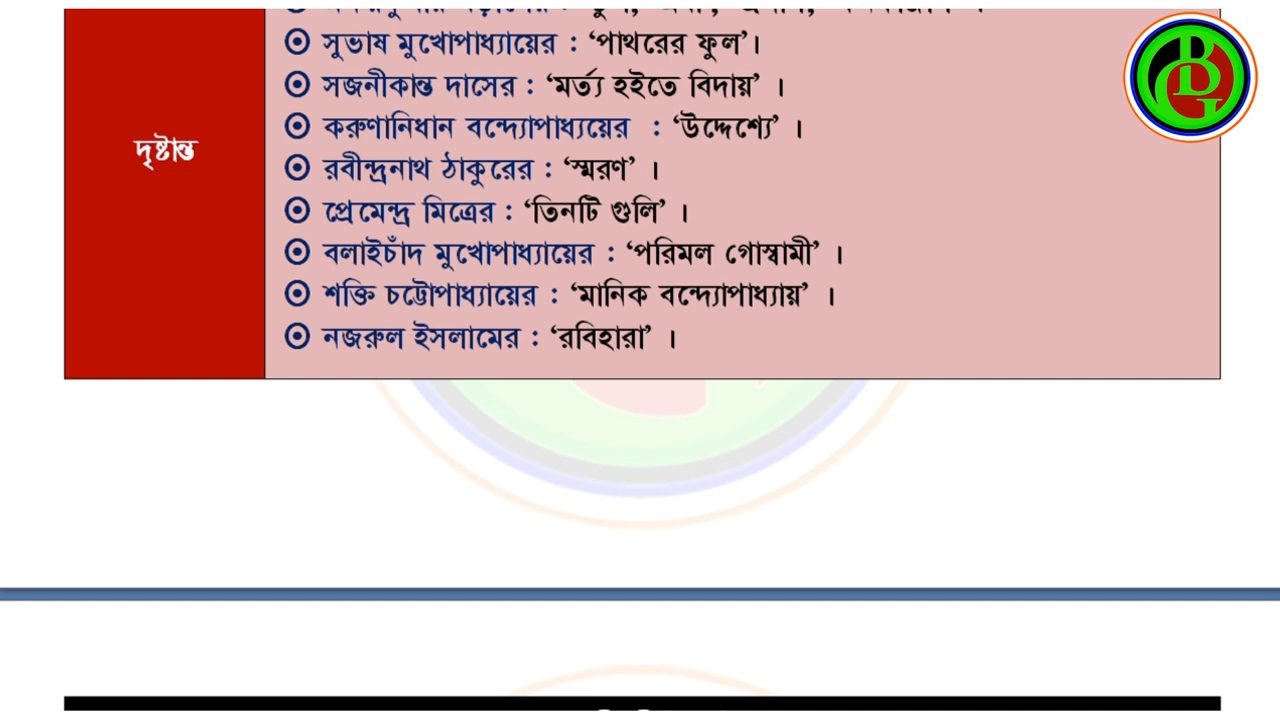 সুভাষ মুখোপাধ্যায়ের : ‘পাথরের ফুল’।
সজনীকান্ত দাসের : ‘মর্ত্য হইতে বিদায়’ ।
করুণানিধান বন্দ্যোপাধ্যয়ের : ‘উদ্দেশ্যে’ ।
দৃষ্টান্ত
রবীন্দ্রনাথ ঠাকুরের : ‘স্মরণ’ ।
প্রেমেন্দ্র মিত্রের : ‘তিনটি গুলি’ ।
বলাইচাঁদ মুখোপাধ্যায়ের : ‘পরিমল গোস্বামী’ ।
শক্তি চট্টোপাধ্যায়ের : ‘মানিক বন্দ্যোপাধ্যায়’ ।
নজরুল ইসলামের : ‘রবিহারা’ ।